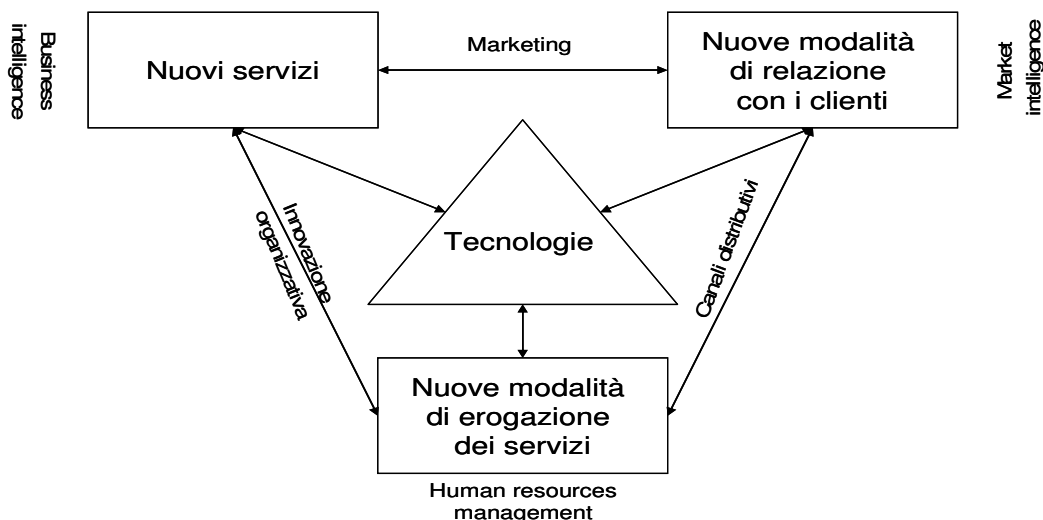 Business
intelligence
Nuovi servizi
Marketing
Nuove modalità
di relazione
con i clienti
Market
intelligence
Innovazione
organizzativa
Tecnologie
Canali distributivi
Nuove modalità
di erogazione
dei servizi
Human resources
management